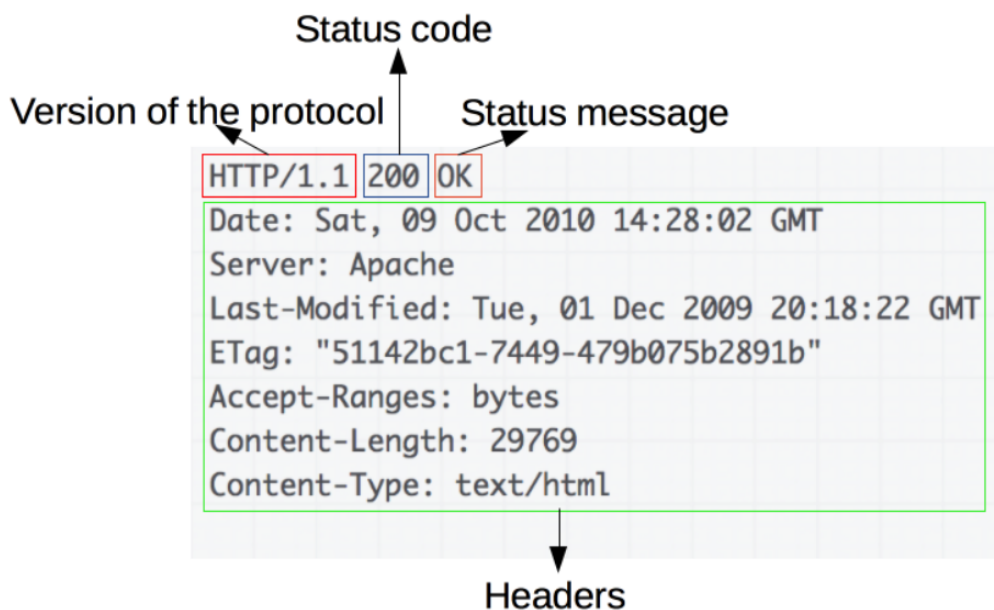 Status code
Version of the protocol
Status message
HTTP/1.1 200 OK
Date: Sat, 09 Oct 2010 14:28:02 GMT
Server: Apache
Last-Modified: Tue, 01 Dec 2009 20:18:22 GMT
ETag: "51142bc1-7449-479b075b2891b"
Accept-Ranges: bytes
Content-Length: 29769
Content-Type: text/html
Headers